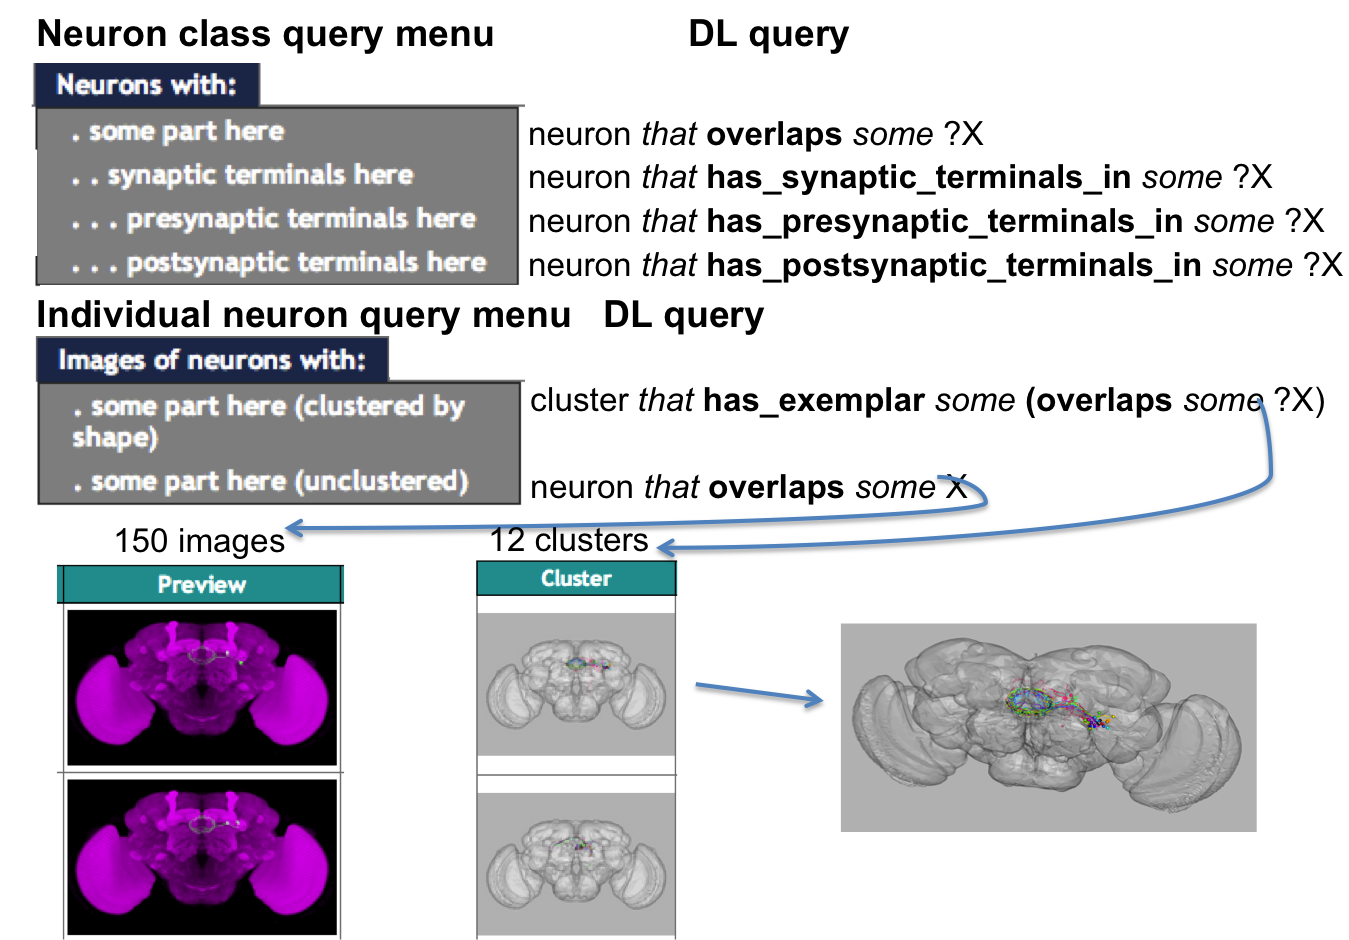 Neuron class query menu DL query
Neurons with:
. some part here neuron that overlaps some ?X
. . synaptic terminals here neuron that has_synaptic_terminals_in some ?X
. . . presynaptic terminals here neuron that has_presynaptic_terminals_in some ?X
. . . postsynaptic terminals here neuron that has_postsynaptic_terminals_in some ?X
Individual neuron query menu DL query
Images of neurons with:
. some part here (clustered by cluster that has_exemplar some (overlaps some ?X)
shape)
. some part here (unclustered) neuron that overlaps some X
150 images 12 clusters
Preview Cluster